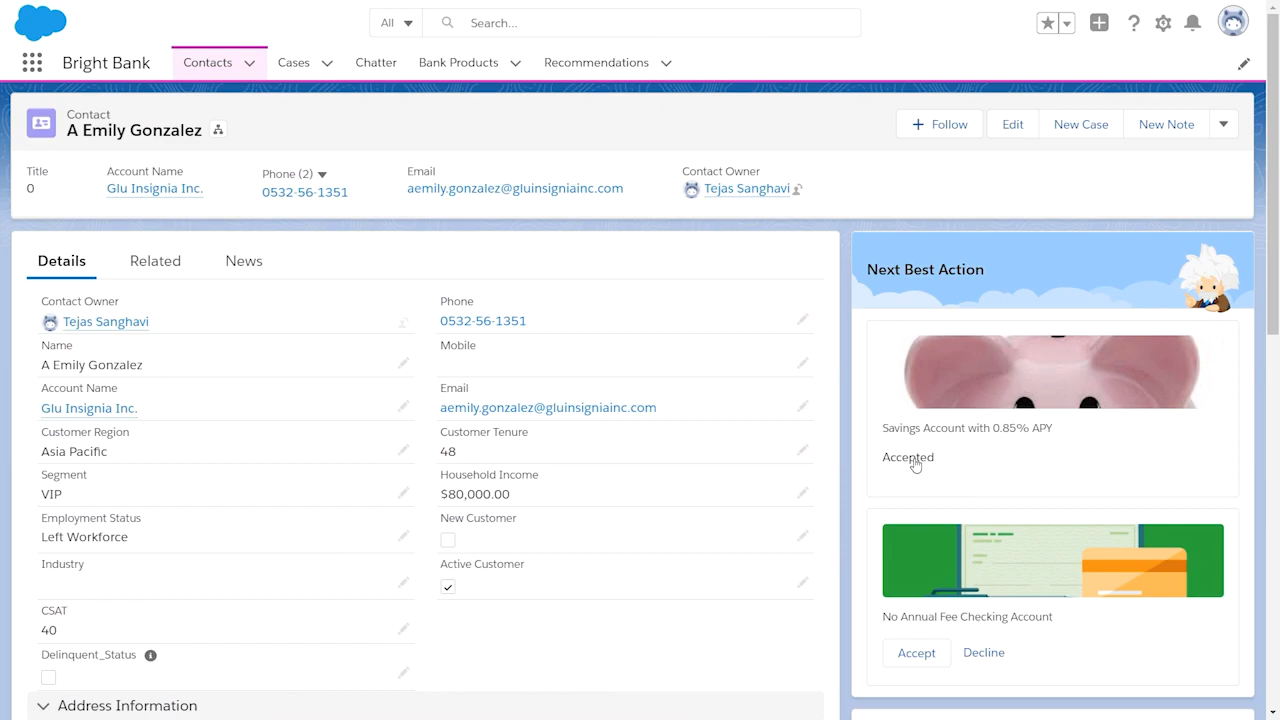 All
Search...
Bright Bank
Contacts
Cases
Chatter
Bank Products
Recommendations
Contact
A Emily Gonzalez
Follow
Edit
New Case
New Note
Title
Account Name
Phone (2)
Email
Contact Owner
0
Glu Insignia Inc.
0532-56-1351
aemily.gonzalez@gluinsigniainc.com
Tejas Sanghavi
Details
Related
News
Contact Owner
Tejas Sanghavi
Phone
0532-56-1351
Name
A Emily Gonzalez
Mobile
Account Name
Glu Insignia Inc.
Email
aemily.gonzalez@gluinsigniainc.com
Customer Region
Asia Pacific
Customer Tenure
48
Segment
VIP
Household Income
$80,000.00
Employment Status
Left Workforce
New Customer
Industry
Active Customer
CSAT
40
Delinquent_Status
Address Information
Next Best Action
Savings Account with 0.85% APY
Accepted
No Annual Fee Checking Account
Accept
Decline